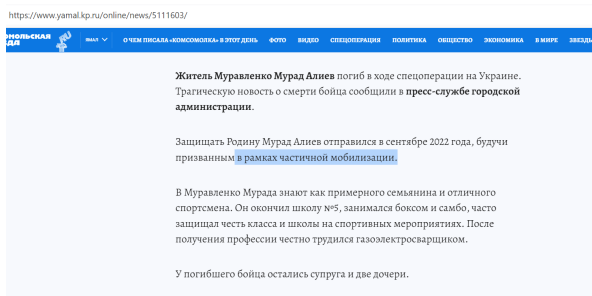 https://www.yamal.kp.ru/online/news/5111603/
ЯМАЛ О ЧЕМ ПИСАЛА «КОМСОМОЛКА» В ЭТОТ ДЕНЬ ФОТО ВИДЕО СПЕЦОПЕРАЦИЯ ПОЛИТИКА ОБЩЕСТВО ЭКОНОМИКА В МИРЕ ЗВЕЗДЫ
Житель Муравленко Мурад Алиев погиб в ходе спецоперации на Украине.
Трагическую новость о смерти бойца сообщили в пресс-службе городской
администрации.
Защищать Родину Мурад Алиев отправился в сентябре 2022 года, будучи
призванным в рамках частичной мобилизации.
В Муравленко Мурада знают как примерного семьянина и отличного
спортсмена. Он окончил школу №5, занимался боксом и самбо, часто
защищал честь класса и школы на спортивных мероприятиях. После
получения профессии честно трудился газоэлектросварщиком.
У погибшего бойца остались супруга и две дочери.